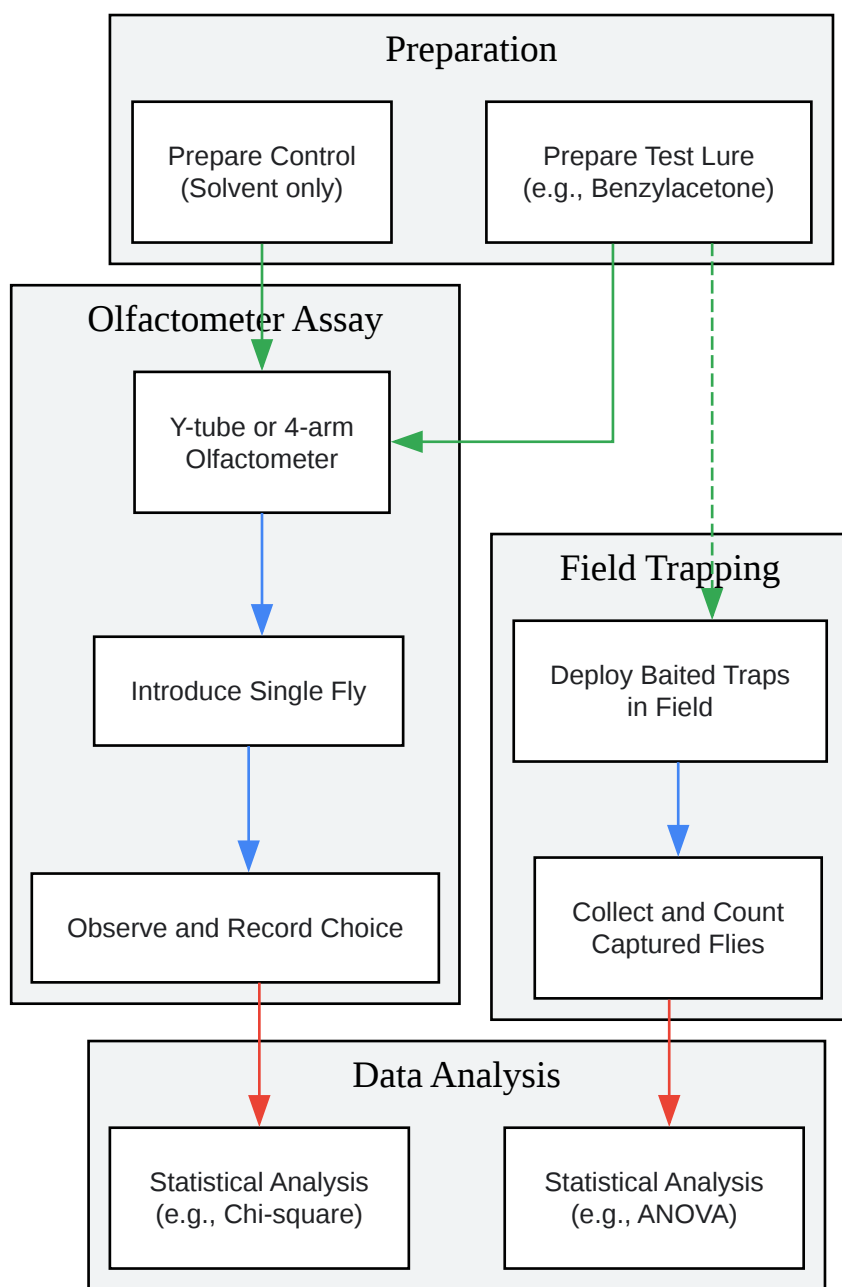 Preparation
Prepare Control
(Solvent only)
Prepare Test Lure
(e.g., Benzylacetone)
Olfactometer Assay
Y-tube or 4-arm
Olfactometer
Introduce Single Fly
Observe and Record Choice
Field Trapping
Deploy Baited Traps
in Field
Collect and Count
Captured Flies
Data Analysis
Statistical Analysis
(e.g., Chi-square)
Statistical Analysis
(e.g., ANOVA)